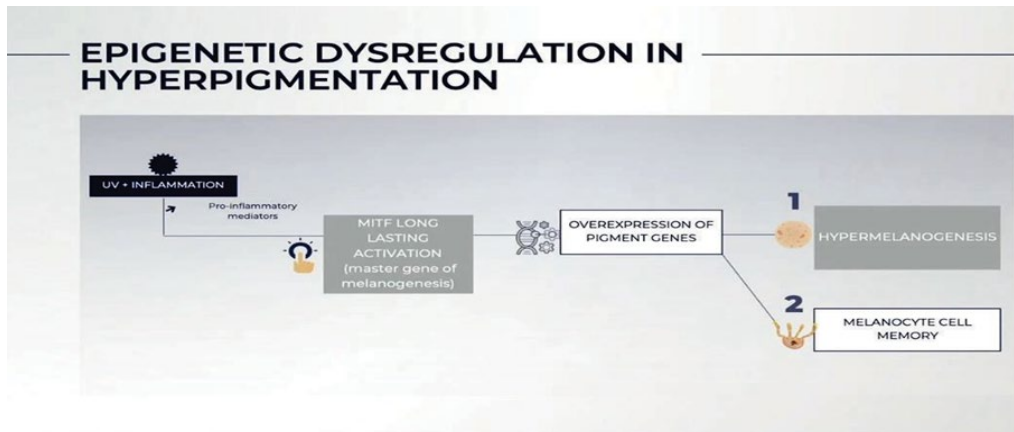 EPIGENETIC DYSREGULATION IN
HYPERPIGMENTATION
UV + INFLAMMATION
Pro-inflammatory
mediators
MITF LONG
LASTING
ACTIVATION
(master gene of
melanogenesis)
OVEREXPRESSION OF
PIGMENT GENES
1
HYPERMELANOGENESIS
2
MELANOCYTE CELL
MEMORY